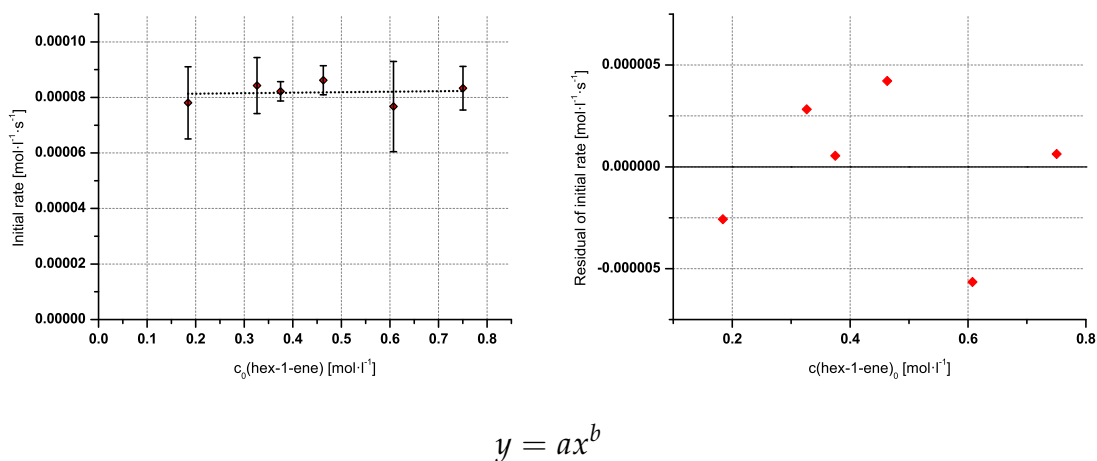 0.00010
0.00008
0.00006
0.00004
0.00002
0.00000
Initial rate [mol·l⁻¹·s⁻¹]
0.0 0.1 0.2 0.3 0.4 0.5 0.6 0.7 0.8
c₀(hex-1-ene) [mol·l⁻¹]
0.000005
0.000000
-0.000005
Residual of initial rate [mol·l⁻¹·s⁻¹]
0.2 0.4 0.6 0.8
c(hex-1-ene)₀ [mol·l⁻¹]
y = axᵇ